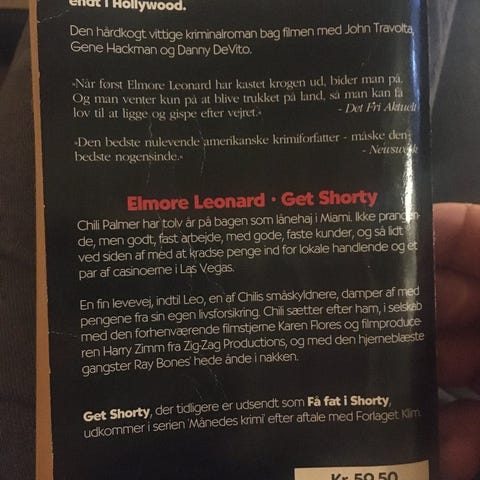 endt i Hollywood.
Den hårdkogt vittige kriminalroman bag filmen med John Travolta,
Gene Hackman og Danny DeVito.
»Når først Elmore Leonard har kastet krogen ud, bider man på.
Og man venter kun på at blive trukket på land, så man kan få
lov til at ligge og gispe efter vejret.«
- Det Fri Aktuelt
»Den bedste nulevende amerikanske krimiforfatter - måske den
bedste nogensinde.«
- Newsweek
Elmore Leonard · Get Shorty
Chili Palmer har tolv år på bagen som lånehaj i Miami. Ikke prangen-
de, men godt, fast arbejde, med gode, faste kunder, og så lidt
ved siden af med at kradse penge ind for lokale handlende og et
par af casinoerne i Las Vegas.
En fin levevej, indtil Leo, en af Chilis småskyldnere, damper af med
pengene fra sin egen livsforsikring. Chili sætter efter ham, i selskab
med den forhenværende filmstjerne Karen Flores og filmproduce-
ren Harry Zimm fra Zig-Zag Productions, og med den hjerneblæste
gangster Ray Bones' hede ånde i nakken.
Get Shorty, der tidligere er udsendt som Få fat i Shorty,
udkommer i serien 'Månedes krimi' efter aftale med Forlaget Klim.
Kr. 59,50